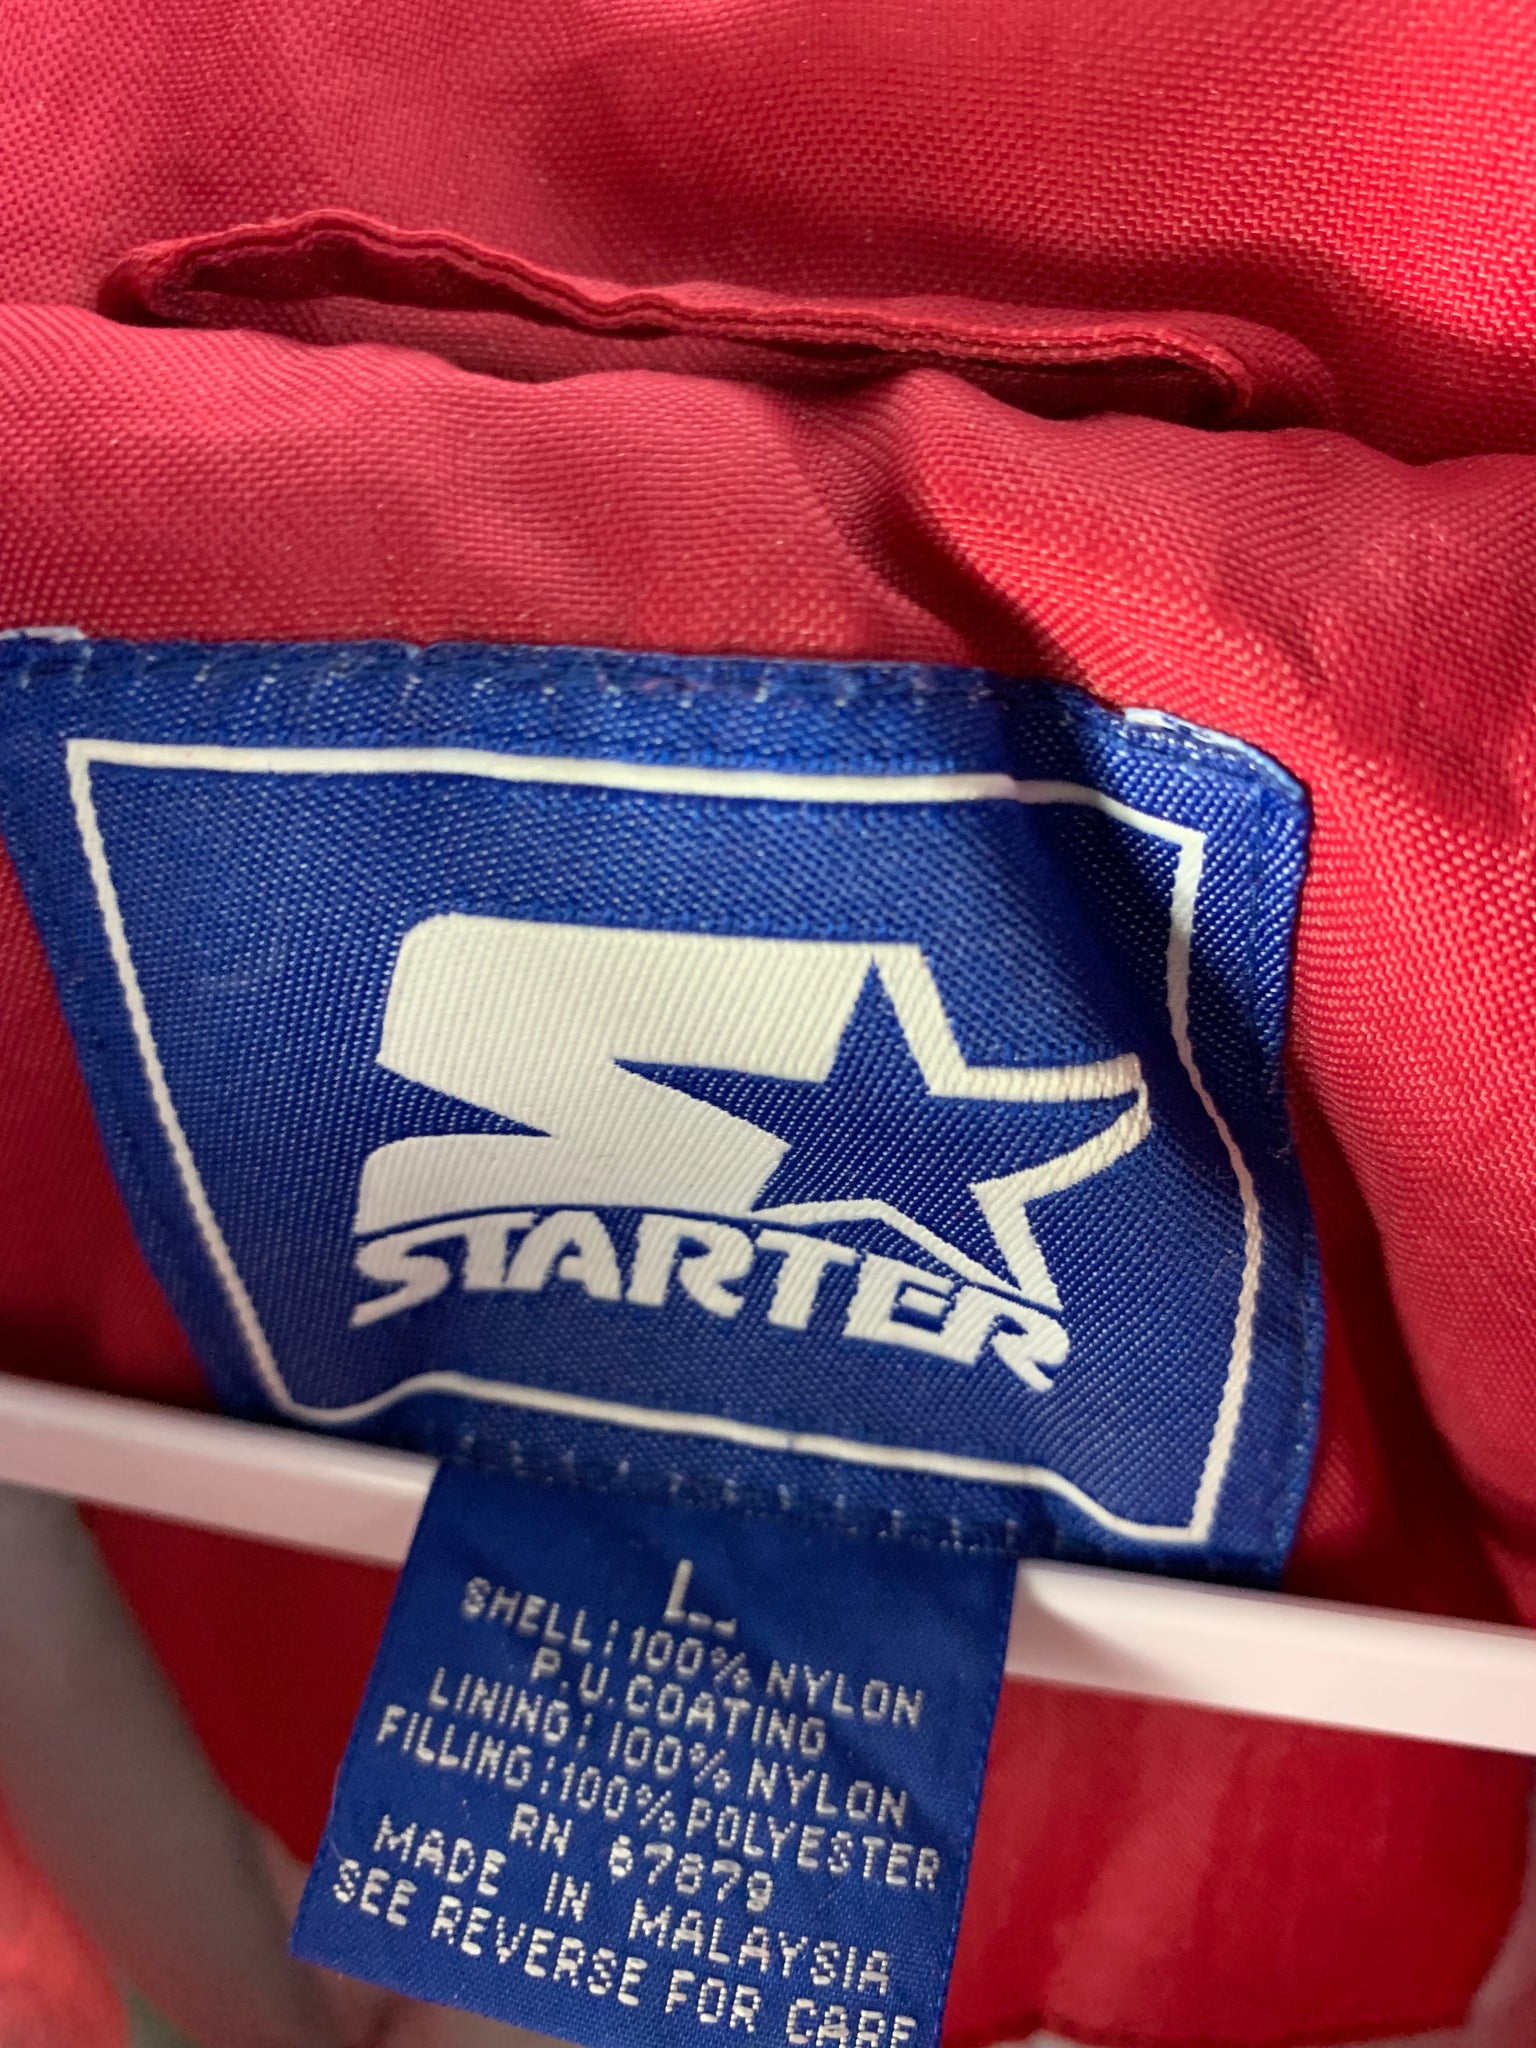 STARTER
L
SHELL:100% NYLON
P.U.COATING
LINING:100% NYLON
FILLING:100%POLYESTER
RN 67879
MADE IN MALAYSIA
SEE REVERSE FOR CARE